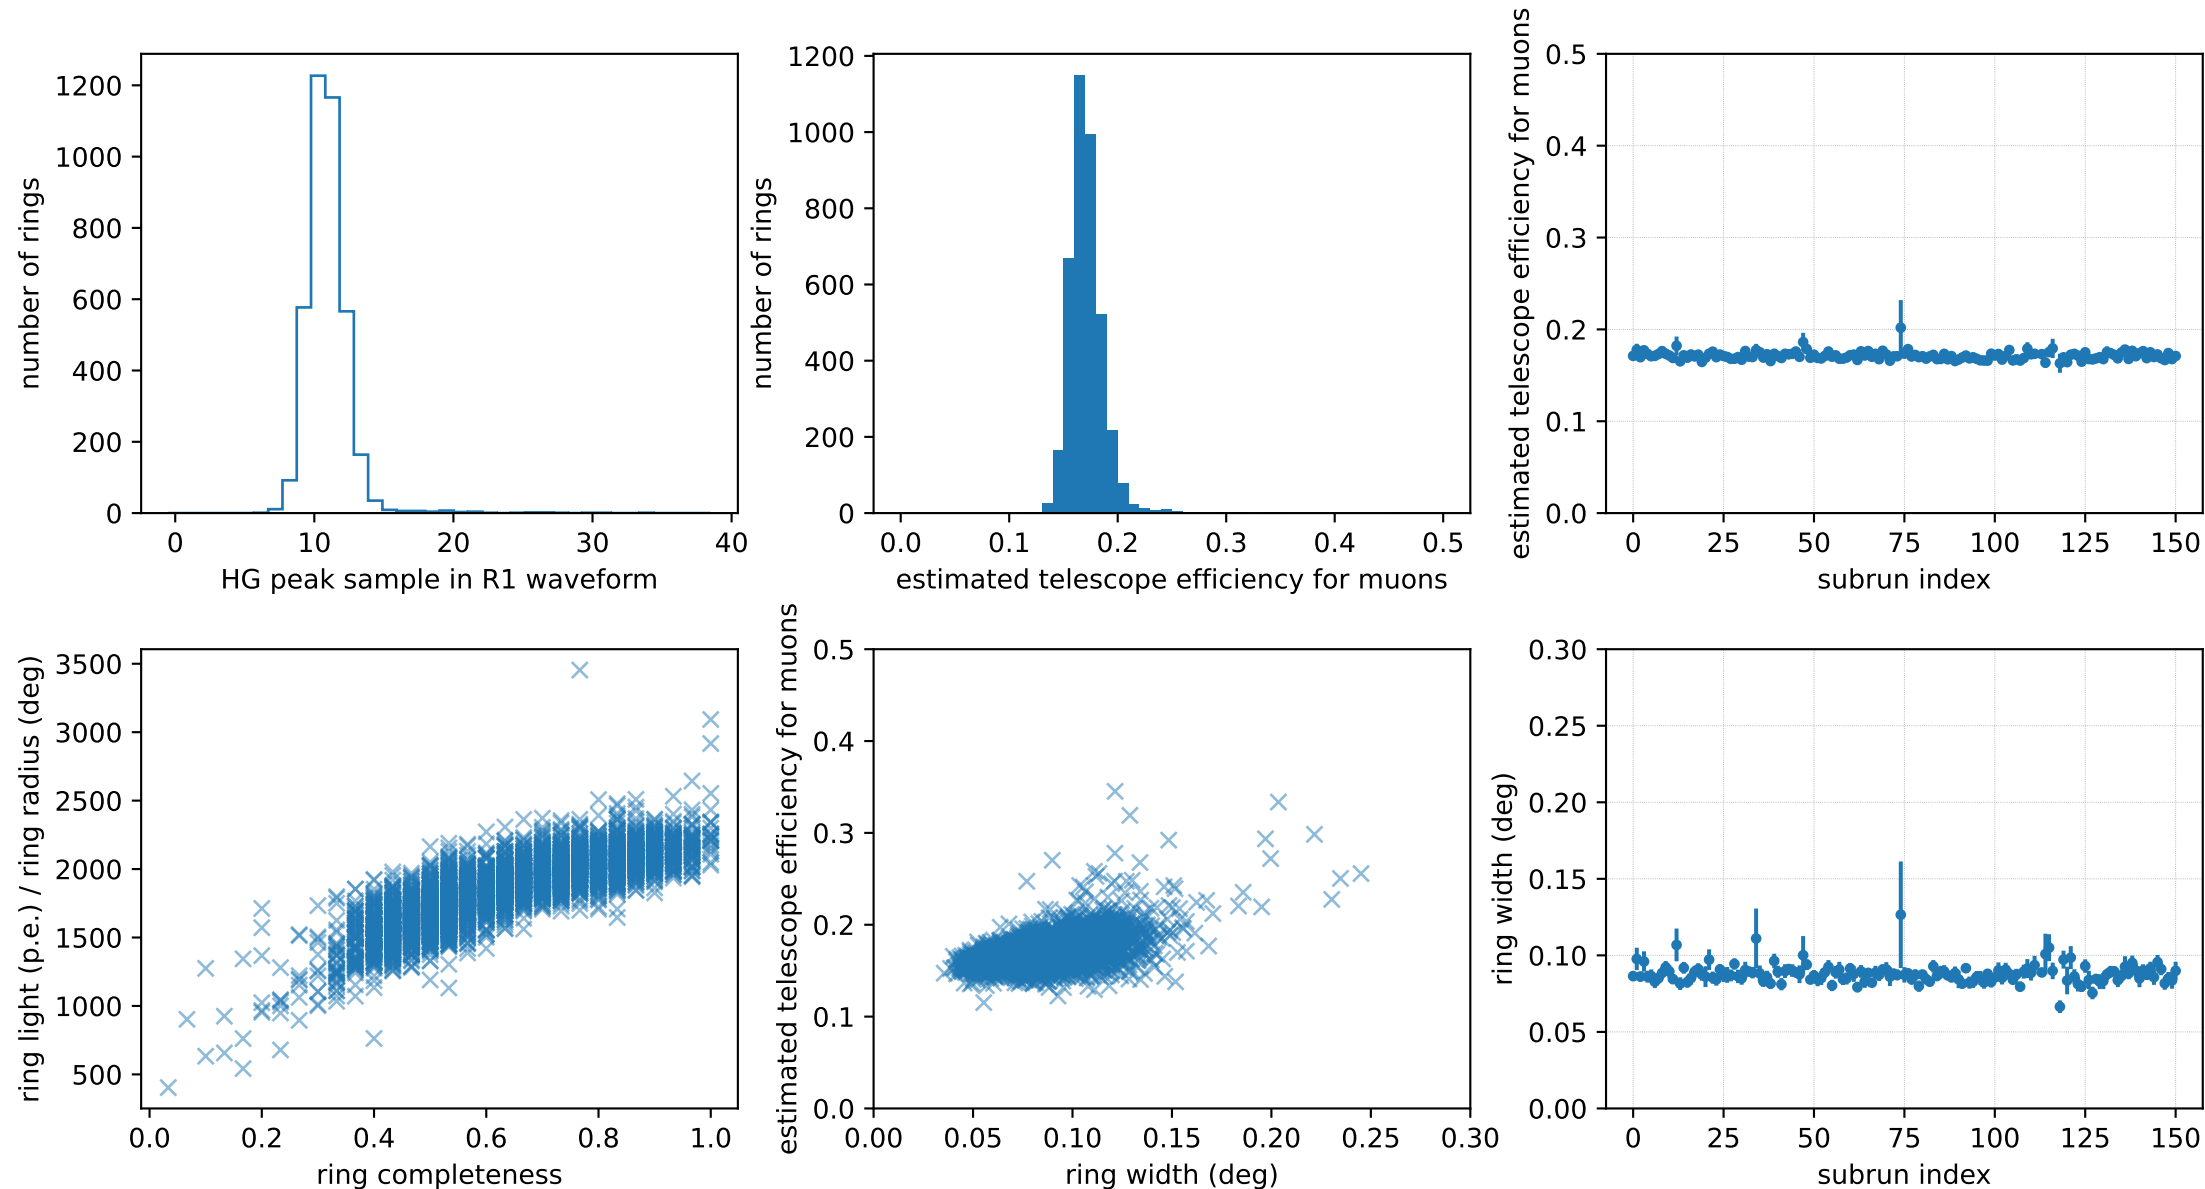 number of rings
1200
1000
800
600
400
200
0
0 10 20 30 40
HG peak sample in R1 waveform
number of rings
1200
1000
800
600
400
200
0
0.0 0.1 0.2 0.3 0.4 0.5
estimated telescope efficiency for muons
estimated telescope efficiency for muons
0.5
0.4
0.3
0.2
0.1
0.0
0 25 50 75 100 125 150
subrun index
ring light (p.e.) / ring radius (deg)
3500
3000
2500
2000
1500
1000
500
0.0 0.2 0.4 0.6 0.8 1.0
ring completeness
estimated telescope efficiency for muons
0.5
0.4
0.3
0.2
0.1
0.0
0.00 0.05 0.10 0.15 0.20 0.25 0.30
ring width (deg)
ring width (deg)
0.30
0.25
0.20
0.15
0.10
0.05
0.00
0 25 50 75 100 125 150
subrun index